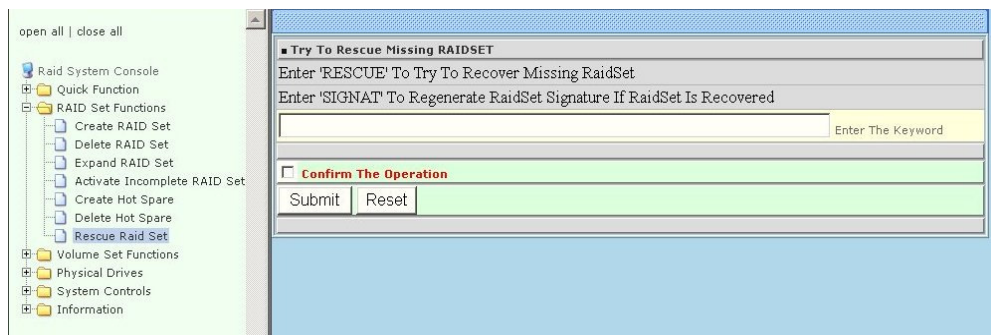 open all | close all
Raid System Console
Quick Function
RAID Set Functions
Create RAID Set
Delete RAID Set
Expand RAID Set
Activate Incomplete RAID Set
Create Hot Spare
Delete Hot Spare
Rescue Raid Set
Volume Set Functions
Physical Drives
System Controls
Information
Try To Rescue Missing RAIDSET
Enter 'RESCUE' To Try To Recover Missing RaidSet
Enter 'SIGNAT' To Regenerate RaidSet Signature If RaidSet Is Recovered
Enter The Keyword
Confirm The Operation
Submit Reset